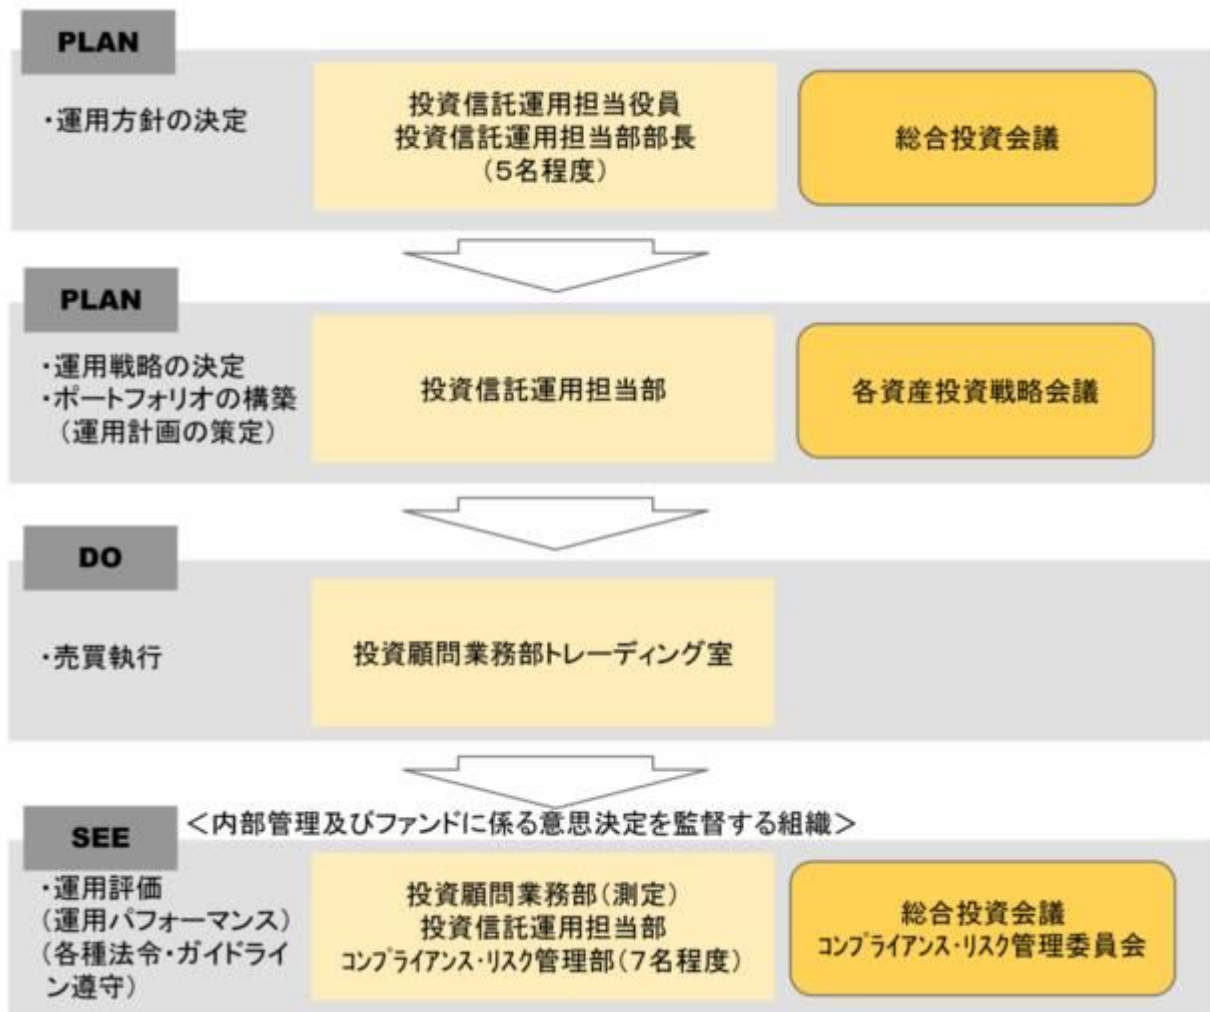 PLAN
・運用方針の決定
投資信託運用担当役員
投資信託運用担当部部長
(5名程度)
総合投資会議
PLAN
・運用戦略の決定
・ポートフォリオの構築
(運用計画の策定)
投資信託運用担当部
各資産投資戦略会議
DO
・売買執行
投資顧問業務部トレーディング室
SEE
＜内部管理及びファンドに係る意思決定を監督する組織＞
・運用評価
(運用パフォーマンス)
(各種法令・ガイドライ
ン遵守)
投資顧問業務部(測定)
投資信託運用担当部
コンプライアンス・リスク管理部(7名程度)
総合投資会議
コンプライアンス・リスク管理委員会